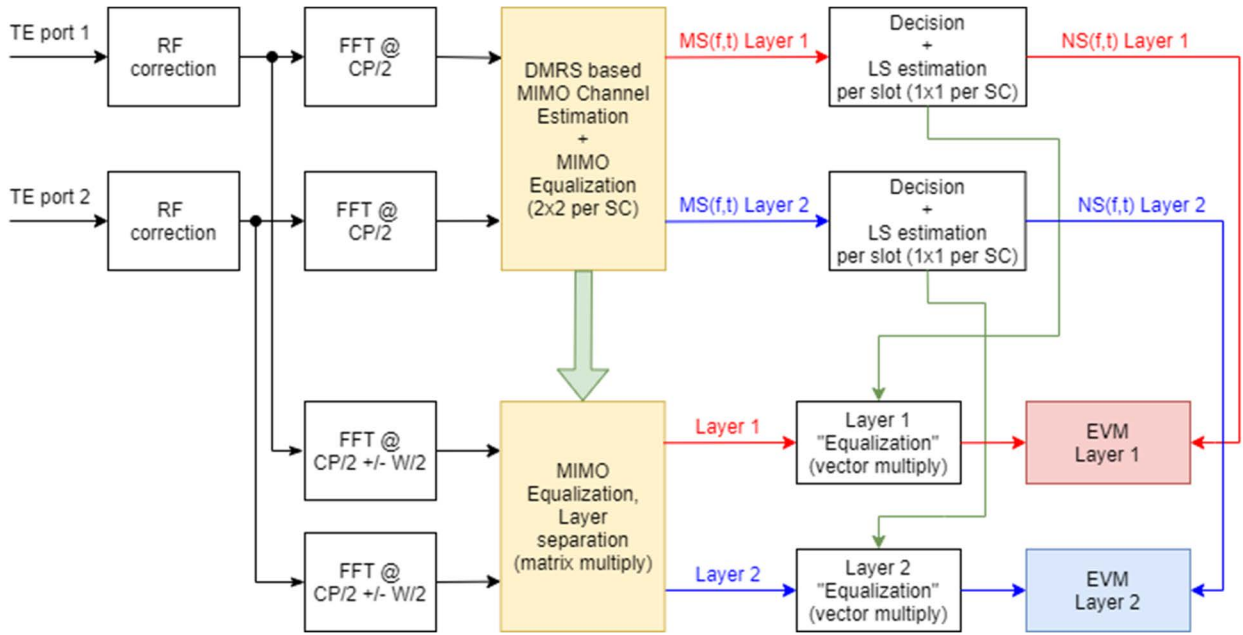 TE port 1
RF
correction
FFT @
CP/2
DMRS based
MIMO Channel
Estimation
+
MIMO
Equalization
(2x2 per SC)
MS(f,t) Layer 1
Decision
+
LS estimation
per slot (1x1 per SC)
NS(f,t) Layer 1
TE port 2
RF
correction
FFT @
CP/2
MS(f,t) Layer 2
Decision
+
LS estimation
per slot (1x1 per SC)
NS(f,t) Layer 2
FFT @
CP/2 +/- W/2
MIMO
Equalization,
Layer
separation
(matrix multiply)
Layer 1
Layer 1
"Equalization"
(vector multiply)
EVM
Layer 1
FFT @
CP/2 +/- W/2
Layer 2
Layer 2
"Equalization"
(vector multiply)
EVM
Layer 2